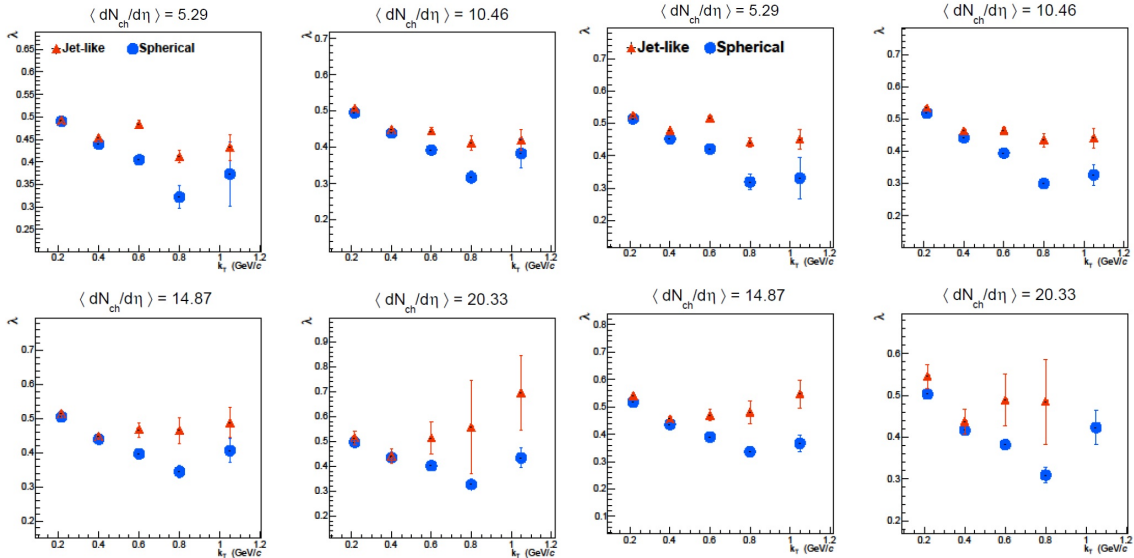 ⟨ dN_ch/dη ⟩ = 5.29
λ
Jet-like Spherical
0.65
0.6
0.55
0.5
0.45
0.4
0.35
0.3
0.25
0.2 0.4 0.6 0.8 1 1.2
k_T (GeV/c
⟨ dN_ch/dη ⟩ = 10.46
λ
0.7
0.6
0.5
0.4
0.3
0.2
0.2 0.4 0.6 0.8 1 1.2
k_T (GeV/c
⟨ dN_ch/dη ⟩ = 5.29
λ
Jet-like Spherical
0.7
0.6
0.5
0.4
0.3
0.2
0.2 0.4 0.6 0.8 1 1.2
k_T (GeV/c
⟨ dN_ch/dη ⟩ = 10.46
λ
0.7
0.6
0.5
0.4
0.3
0.2
0.2 0.4 0.6 0.8 1 1.2
k_T (GeV/c
⟨ dN_ch/dη ⟩ = 14.87
λ
0.7
0.6
0.5
0.4
0.3
0.2
0.2 0.4 0.6 0.8 1 1.2
k_T (GeV/c
⟨ dN_ch/dη ⟩ = 20.33
λ
0.9
0.8
0.7
0.6
0.5
0.4
0.3
0.2 0.4 0.6 0.8 1 1.2
k_T (GeV/c
⟨ dN_ch/dη ⟩ = 14.87
λ
0.8
0.7
0.6
0.5
0.4
0.3
0.2
0.1
0.2 0.4 0.6 0.8 1 1.2
k_T (GeV/c
⟨ dN_ch/dη ⟩ = 20.33
λ
0.6
0.5
0.4
0.3
0.2
0.2 0.4 0.6 0.8 1 1.2
k_T (GeV/c